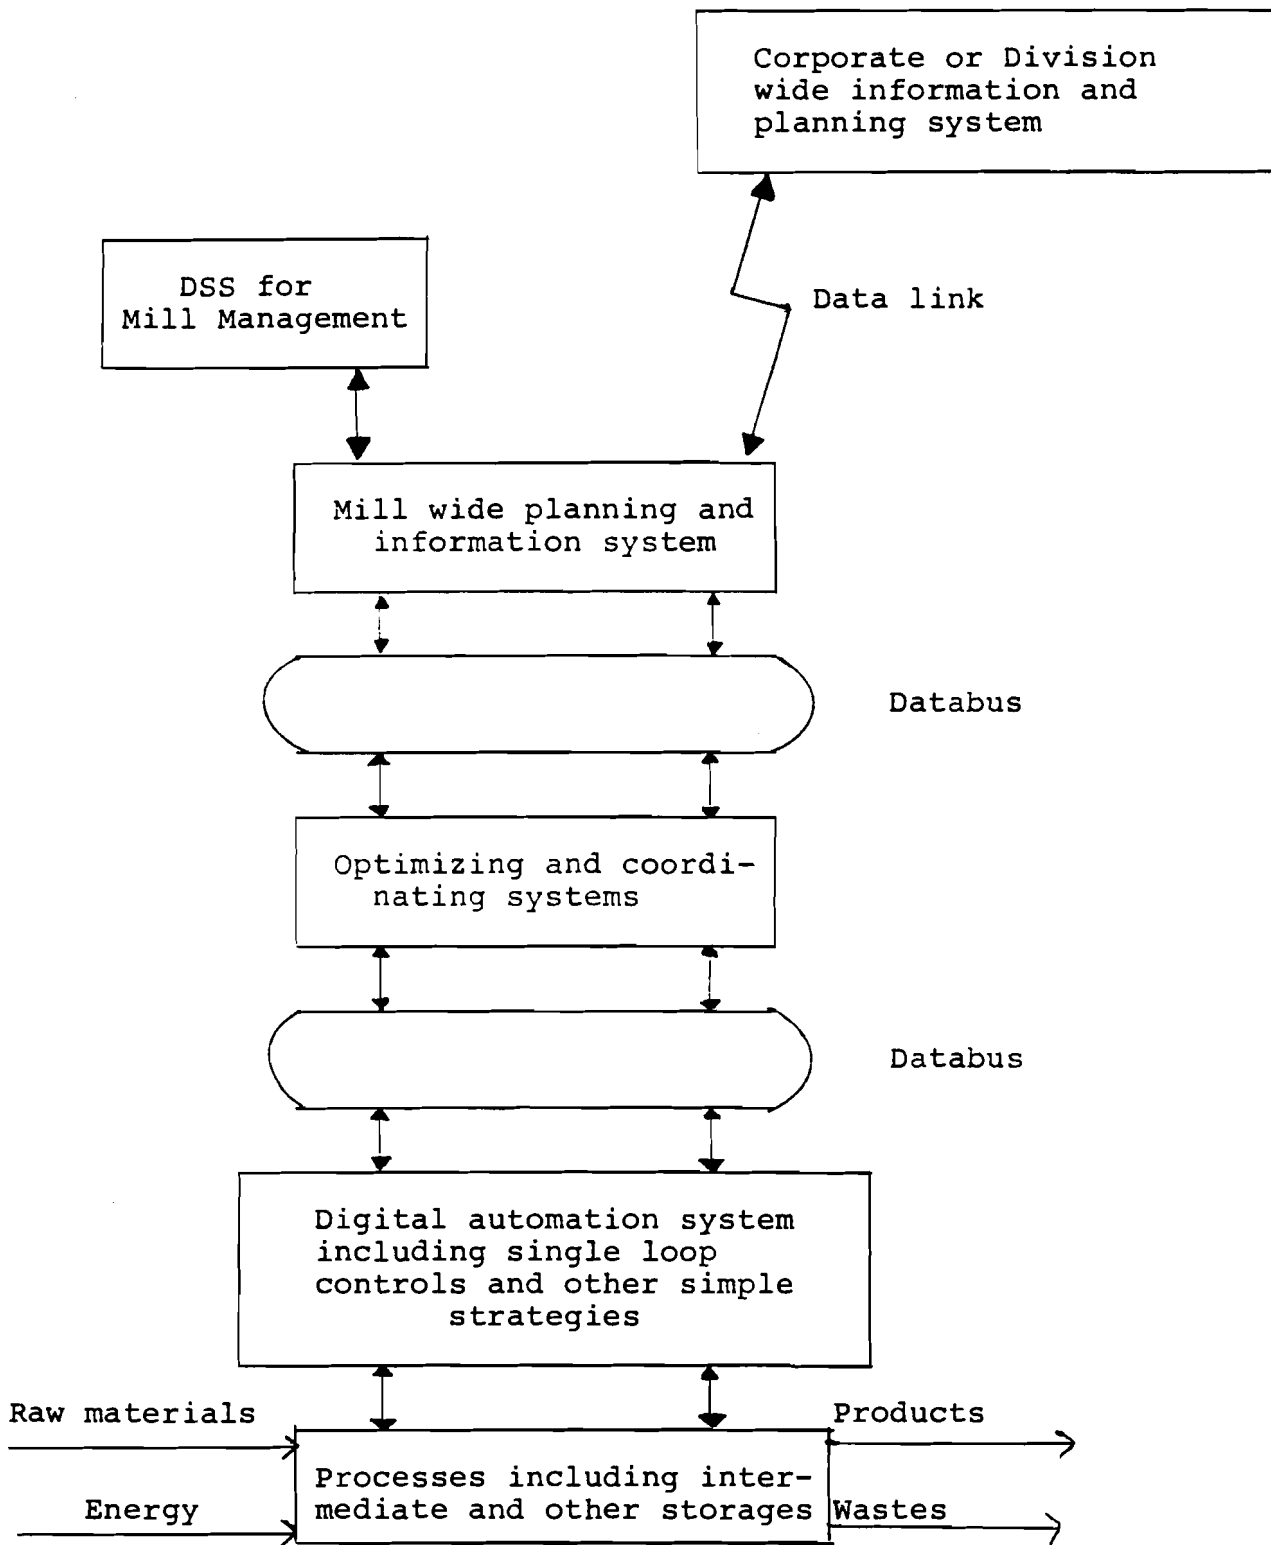 Corporate or Division
wide information and
planning system
DSS for
Mill Management
Data link
Mill wide planning and
information system
Databus
Optimizing and coordi-
nating systems
Databus
Digital automation system
including single loop
controls and other simple
strategies
Raw materials
Products
Processes including inter-
mediate and other storages
Energy
Wastes